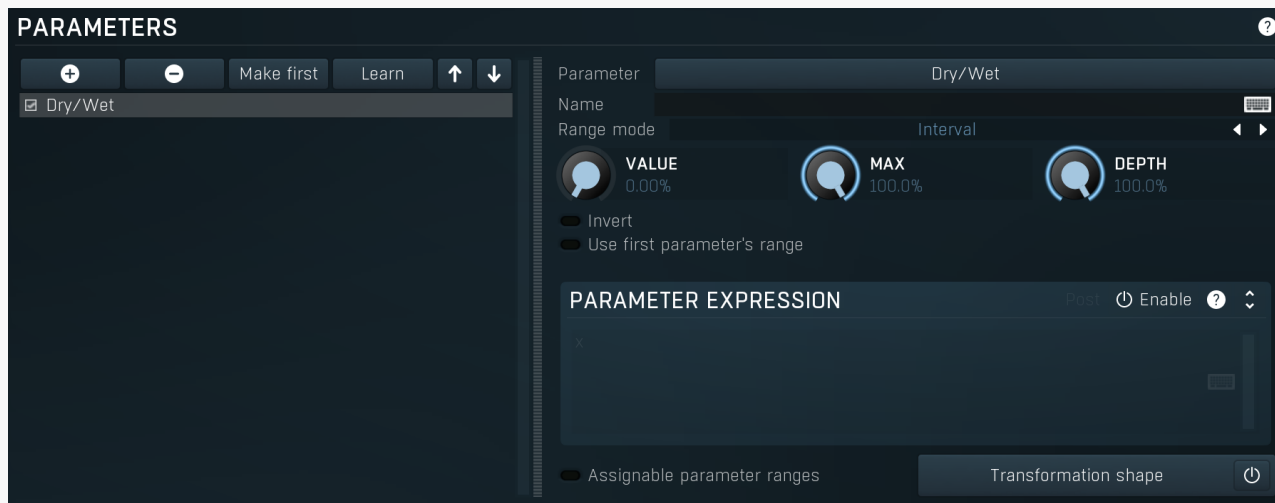 PARAMETERS
?
Make first Learn
Dry/Wet
Parameter Dry/Wet
Name
Range mode Interval
VALUE
0.00%
MAX
100.0%
DEPTH
100.0%
Invert
Use first parameter's range
PARAMETER EXPRESSION Post Enable ?
x
Assignable parameter ranges Transformation shape